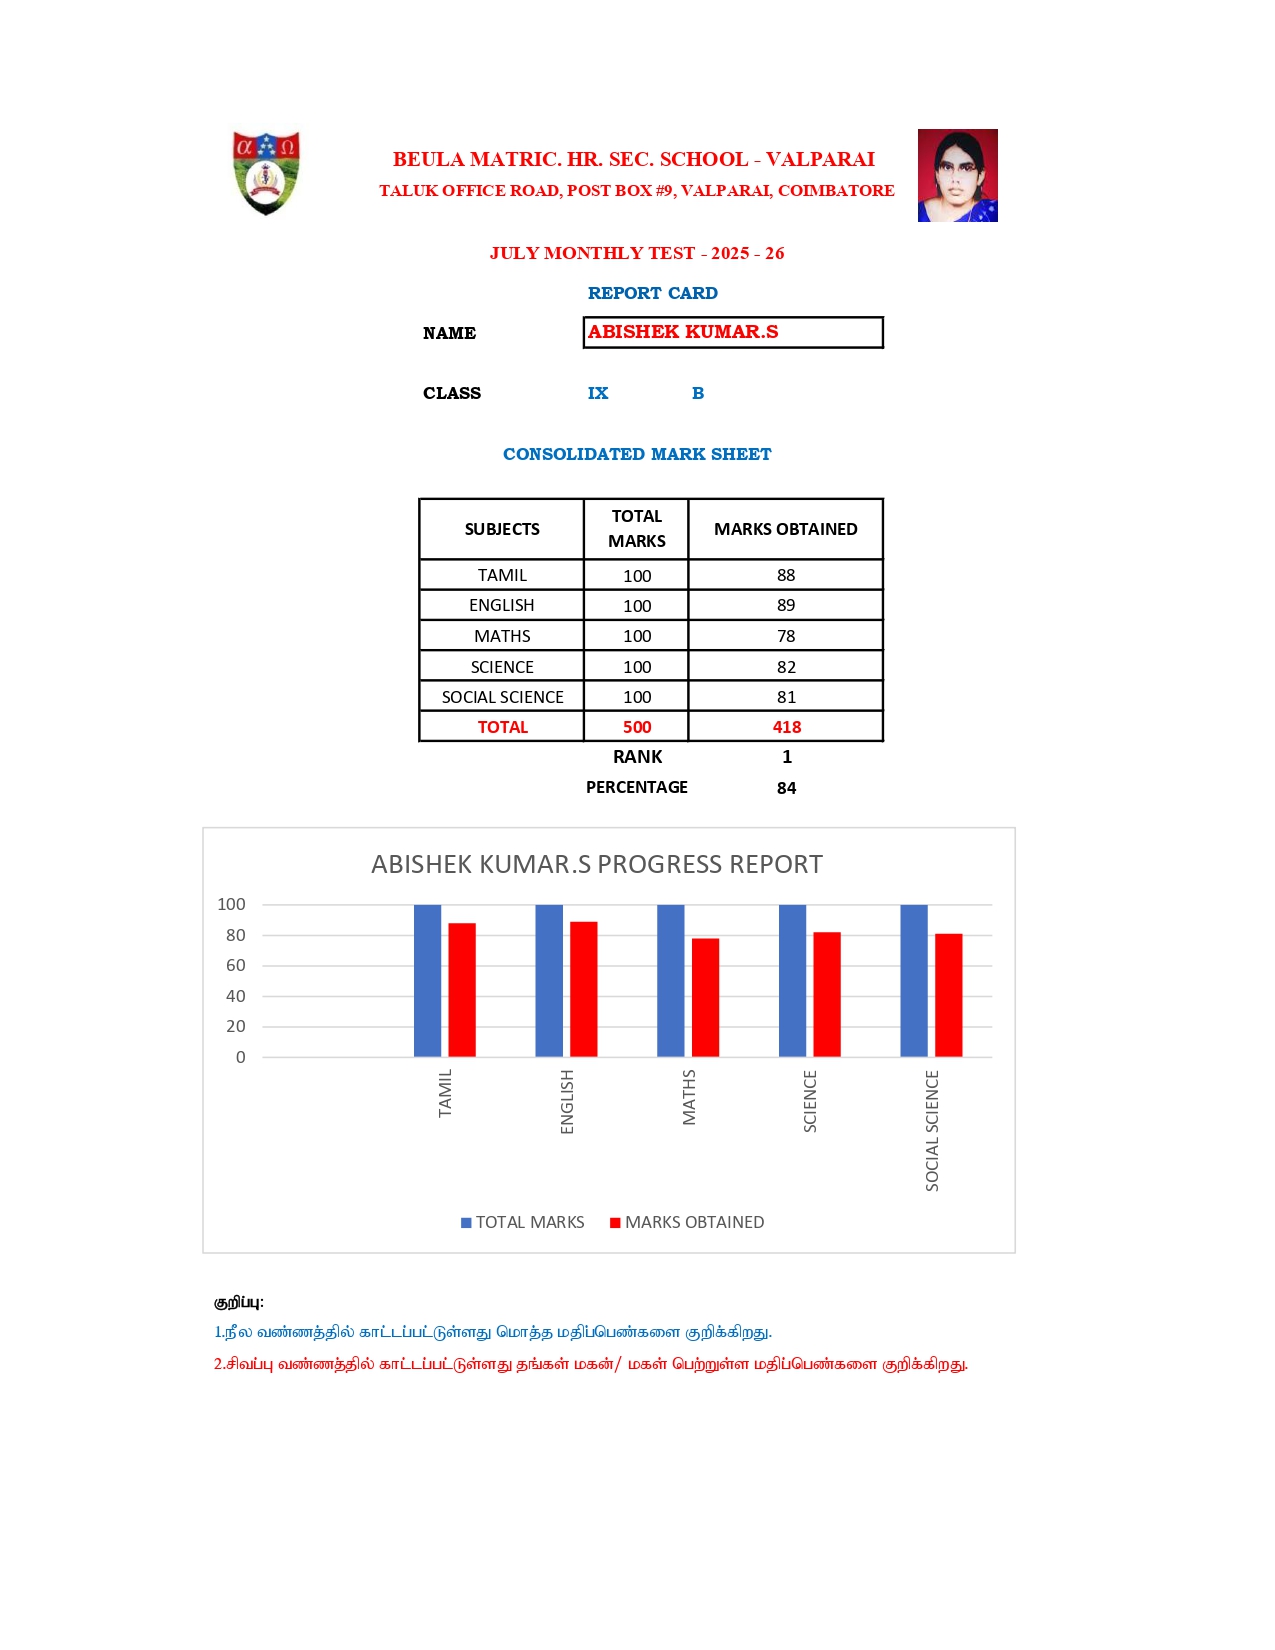 α Ω
BEULA MATRIC. HR. SEC. SCHOOL - VALPARAI
TALUK OFFICE ROAD, POST BOX #9, VALPARAI, COIMBATORE
JULY MONTHLY TEST - 2025 - 26
REPORT CARD
NAME ABISHEK KUMAR.S
CLASS IX B
CONSOLIDATED MARK SHEET
SUBJECTS TOTAL MARKS MARKS OBTAINED
TAMIL 100 88
ENGLISH 100 89
MATHS 100 78
SCIENCE 100 82
SOCIAL SCIENCE 100 81
TOTAL 500 418
RANK 1
PERCENTAGE 84
ABISHEK KUMAR.S PROGRESS REPORT
100
80
60
40
20
0
TAMIL ENGLISH MATHS SCIENCE SOCIAL SCIENCE
TOTAL MARKS MARKS OBTAINED
குறிப்பு:
1.நீல வண்ணத்தில் காட்டப்பட்டுள்ளது மொத்த மதிப்பெண்களை குறிக்கிறது.
2.சிவப்பு வண்ணத்தில் காட்டப்பட்டுள்ளது தங்கள் மகன்/ மகள் பெற்றுள்ள மதிப்பெண்களை குறிக்கிறது.